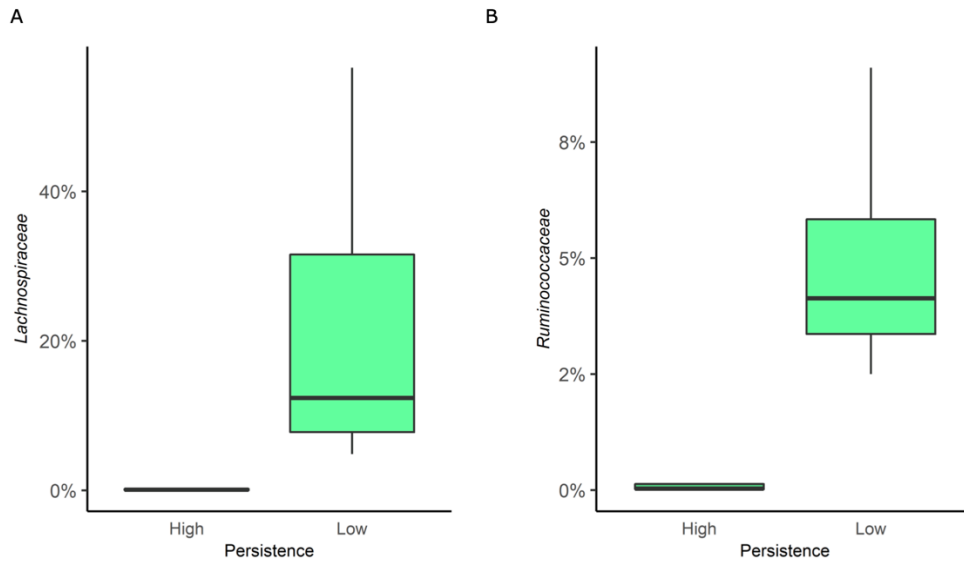 A
Lachnospiraceae
40%
20%
0%
High Low
Persistence
B
Ruminococcaceae
8%
5%
2%
0%
High Low
Persistence